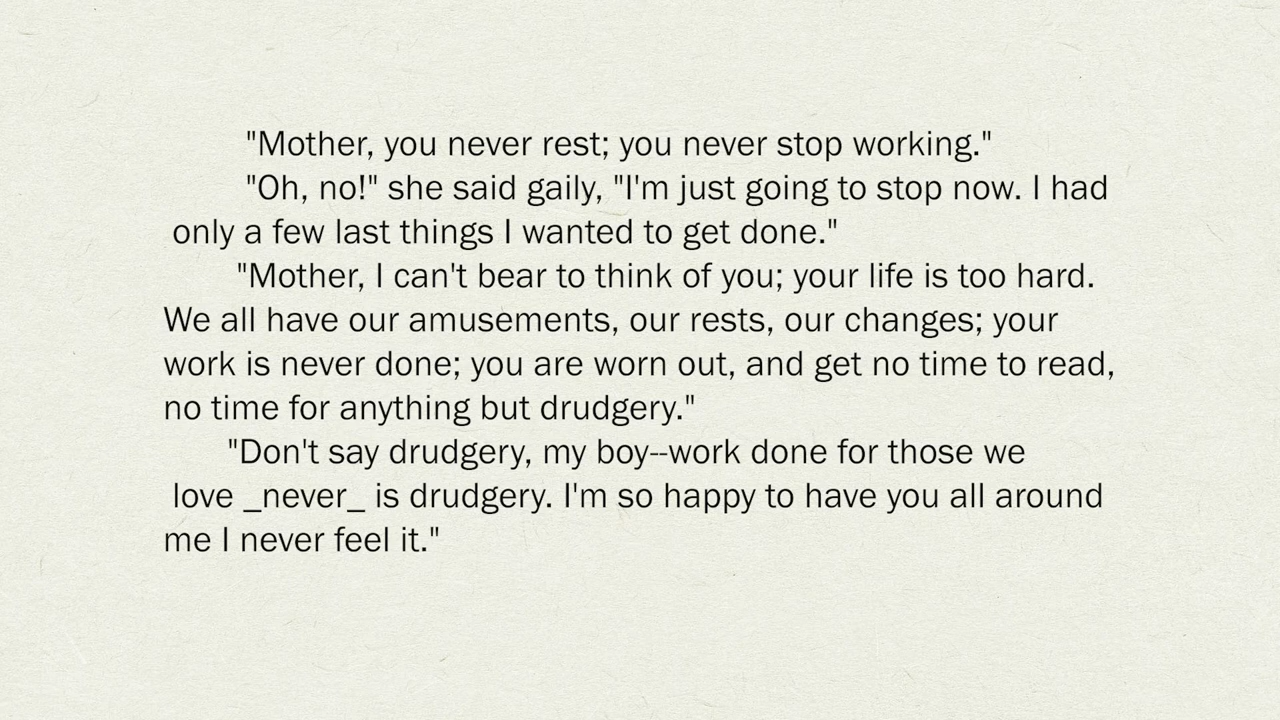 "Mother, you never rest; you never stop working."
"Oh, no!" she said gaily, "I'm just going to stop now. I had
only a few last things I wanted to get done."
"Mother, I can't bear to think of you; your life is too hard.
We all have our amusements, our rests, our changes; your
work is never done; you are worn out, and get no time to read,
no time for anything but drudgery."
"Don't say drudgery, my boy--work done for those we
love _never_ is drudgery. I'm so happy to have you all around
me I never feel it."